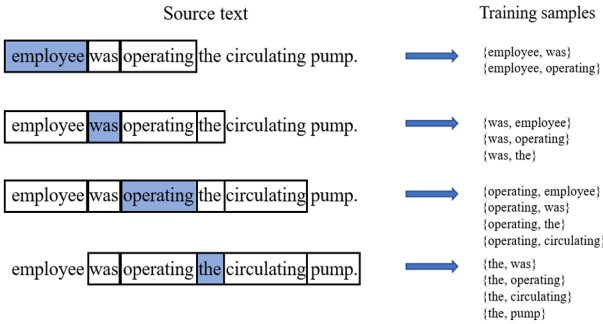 Source text
Training samples
employee was operating the circulating pump.
{employee, was}
{employee, operating}
employee was operating the circulating pump.
{was, employee}
{was, operating}
{was, the}
employee was operating the circulating pump.
{operating, employee}
{operating, was}
{operating, the}
{operating, circulating}
employee was operating the circulating pump.
{the, was}
{the, operating}
{the, circulating}
{the, pump}